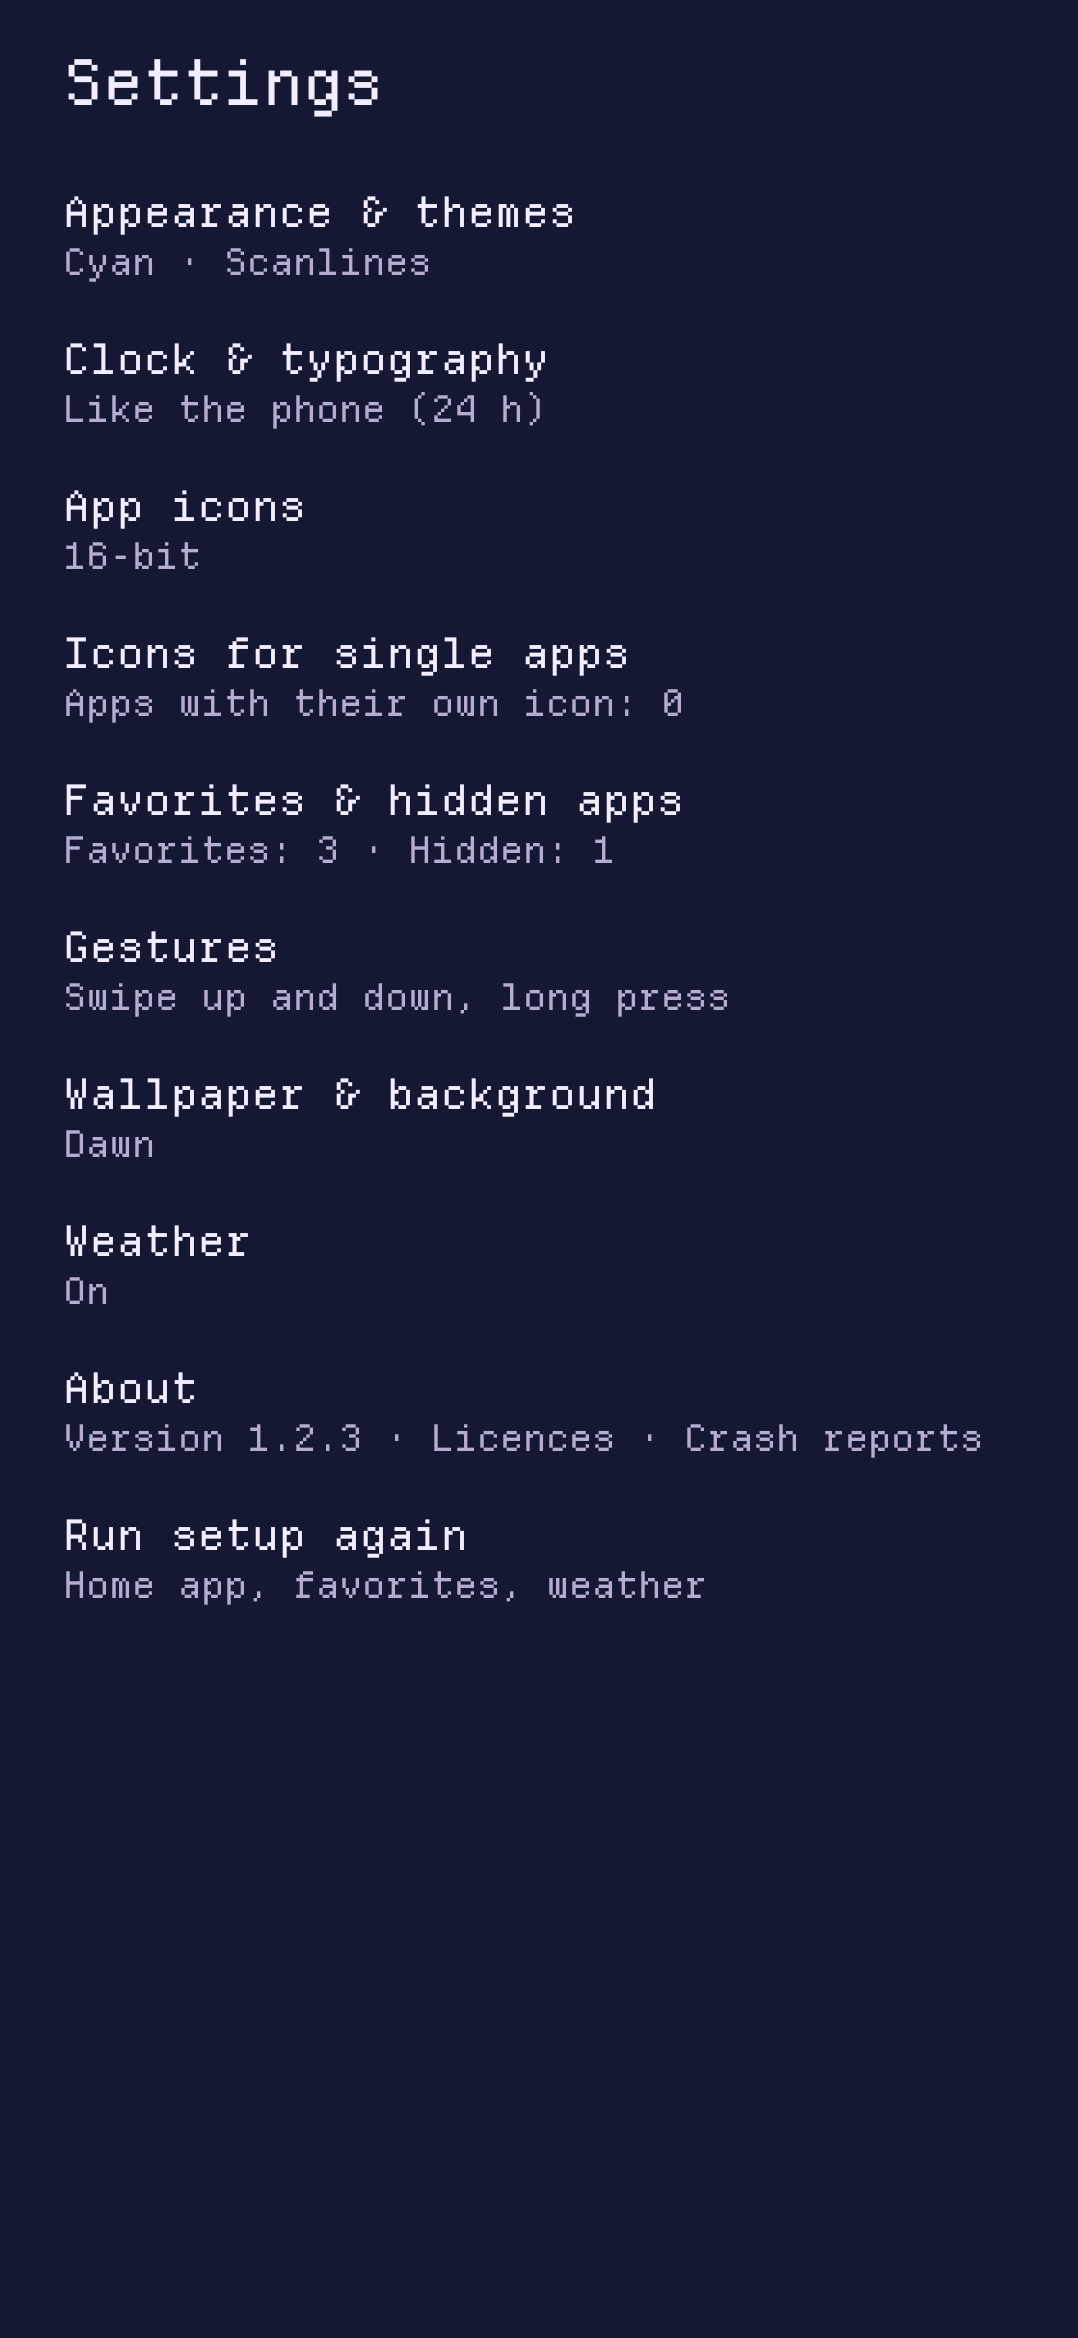 Settings
Appearance & themes
Cyan · Scanlines
Clock & typography
Like the phone (24 h)
App icons
16-bit
Icons for single apps
Apps with their own icon: 0
Favorites & hidden apps
Favorites: 3 · Hidden: 1
Gestures
Swipe up and down, long press
Wallpaper & background
Dawn
Weather
On
About
Version 1.2.3 · Licences · Crash reports
Run setup again
Home app, favorites, weather